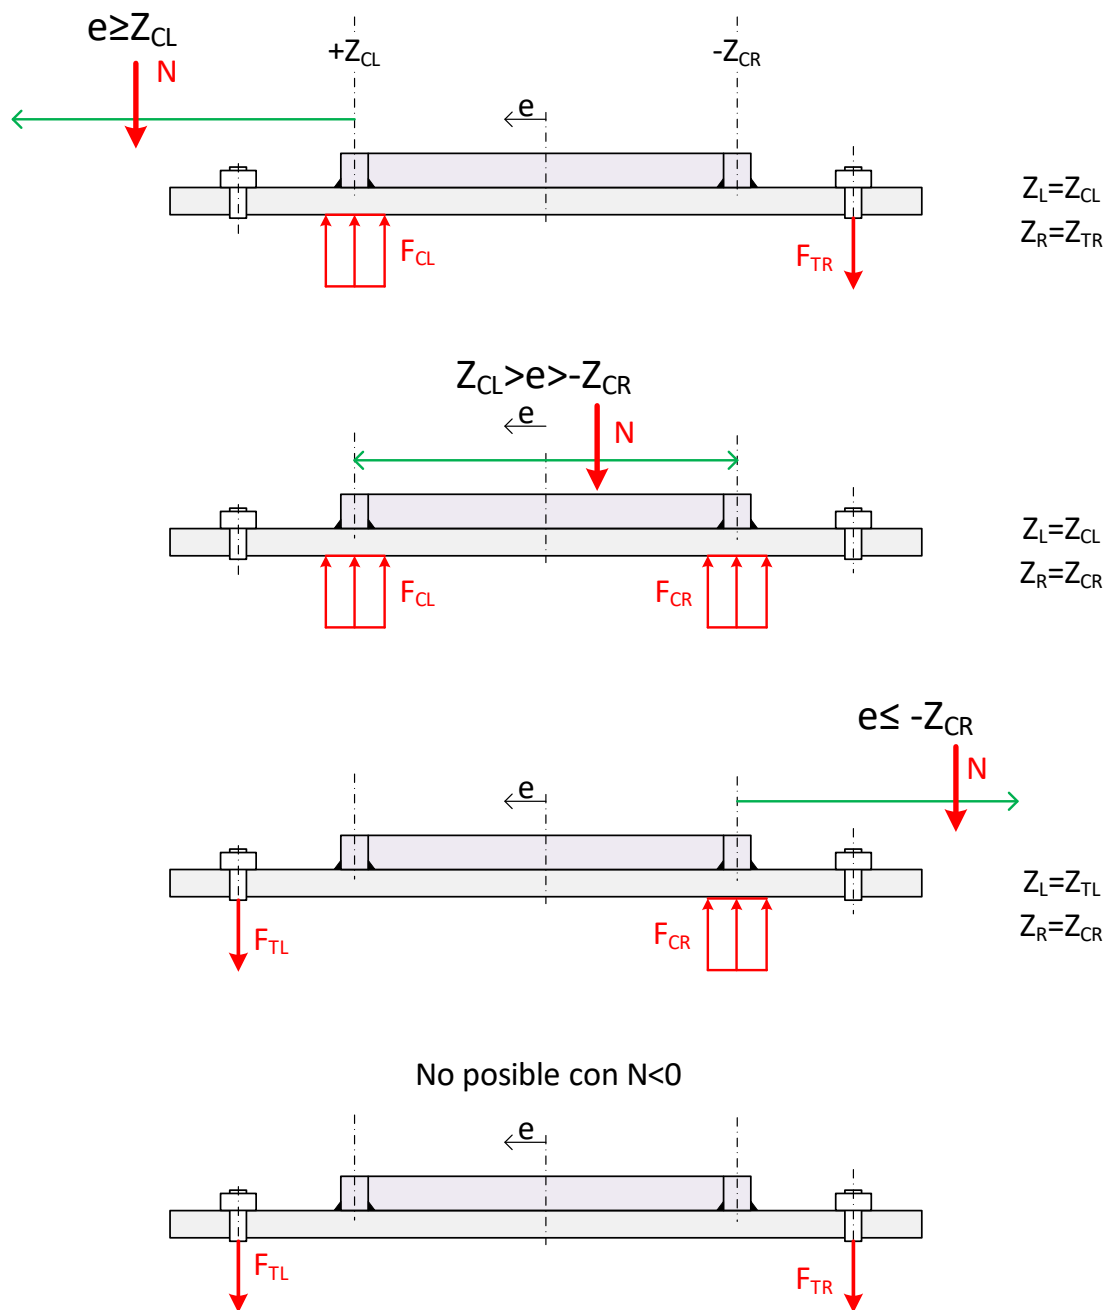 e≥Z_CL
N
+Z_CL
-Z_CR
e
Z_L=Z_CL
Z_R=Z_TR
F_CL
F_TR
Z_CL>e>-Z_CR
e
N
Z_L=Z_CL
Z_R=Z_CR
F_CL
F_CR
e≤ -Z_CR
N
e
Z_L=Z_TL
Z_R=Z_CR
F_TL
F_CR
No posible con N<0
e
F_TL
F_TR